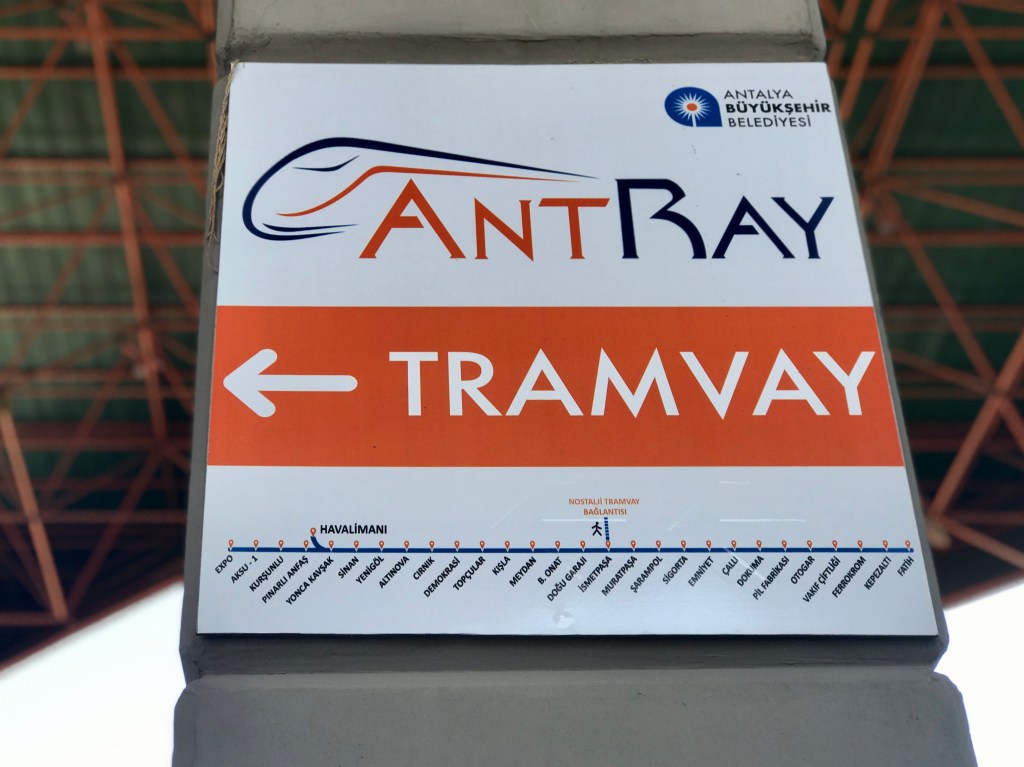 ANTALYA
BÜYÜKŞEHİR
BELEDİYESİ
ANTRAY
TRAMVAY
NOSTALJİ TRAMVAY
BAĞLANTISI
HAVALİMANI
EXPO
AKSU - 1
KURŞUNLU
PINARLI ANFAŞ
YONCA KAVŞAK
SİNAN
YENİGÖL
ALTINOVA
CIRNIK
DEMOKRASİ
TOPÇULAR
KIŞLA
MEYDAN
B. ONAT
DOĞU GARAJI
İSMETPAŞA
MURATPAŞA
ŞARAMPOL
SİGORTA
EMNİYET
ÇALLI
DOKUMA
PİL FABRİKASI
OTOGAR
VAKIF ÇİFTLİĞİ
FERROKROM
KEPEZALTI
FATİH